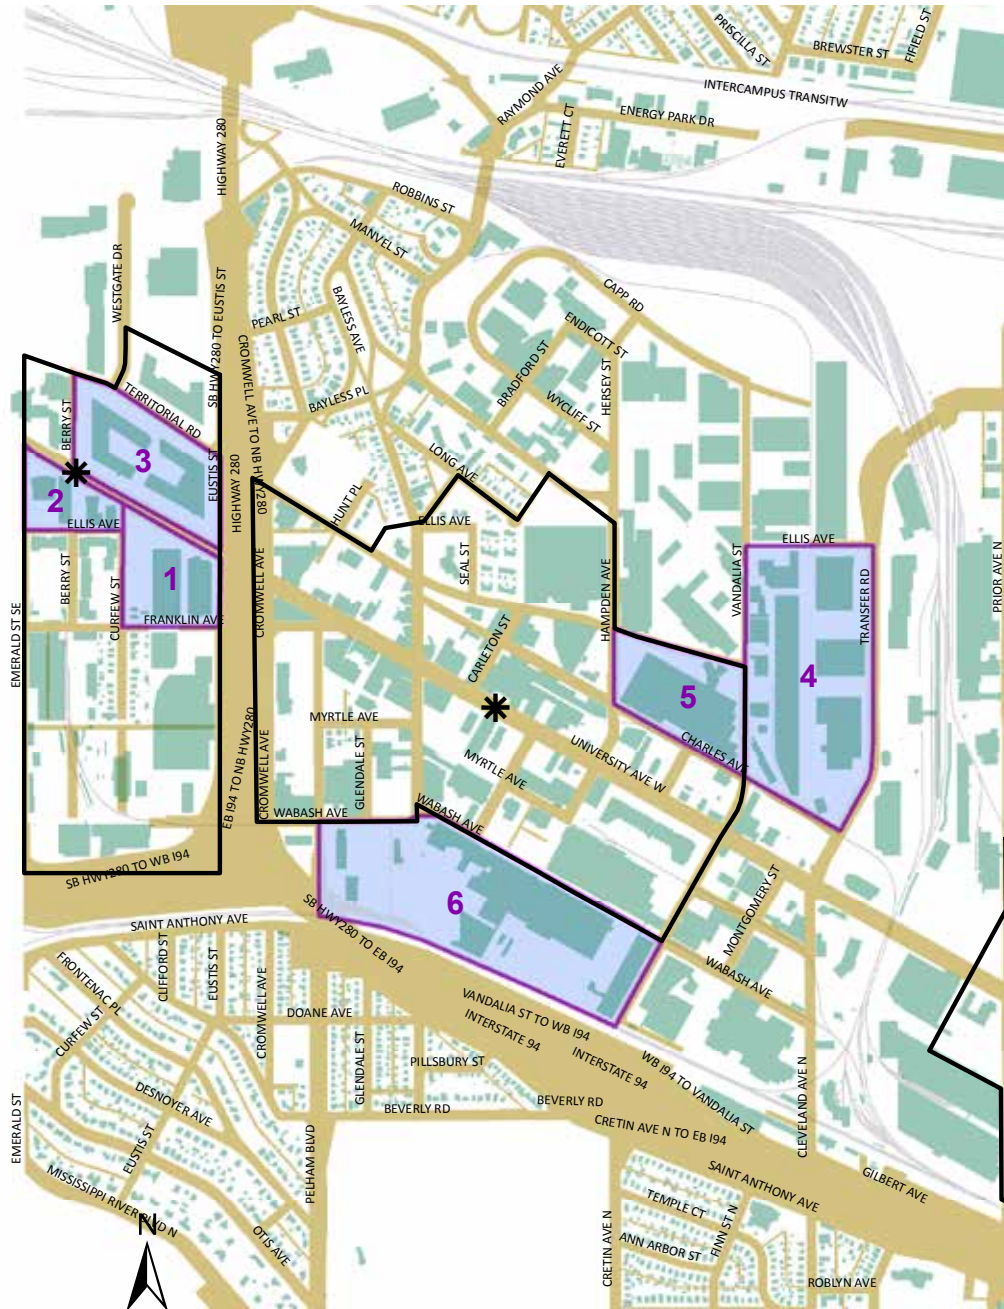 PRISCILLA ST
BREWSTER ST
FIFIELD ST
INTERCAMPUS TRANSITW
RAYMOND AVE
ENERGY PARK DR
EVERETT CT
HIGHWAY 280
ROBBINS ST
MANVEL ST
WESTGATE DR
SB HWY280 TO EUSTIS ST
CAPP RD
PEARL ST
BAYLESS AVE
ENDICOTT ST
CROMWELL AVE TO NB HWY280
BRADFORD ST
HERSEY ST
BAYLESS PL
WYCLIFF ST
TERRITORIAL RD
BERRY ST
3
LONG AVE
EUSTIS ST
HIGHWAY 280
2
HUNT PL
ELLIS AVE
ELLIS AVE
ELLIS AVE
BERRY ST
CURFEW ST
1
SEAL ST
VANDALIA ST
TRANSFER RD
PRIOR AVE N
FRANKLIN AVE
CROMWELL AVE
HAMPDEN AVE
EMERALD ST SE
CARLETON ST
4
5
MYRTLE AVE
CHARLES AVE
UNIVERSITY AVE W
EB I94 TO NB HWY280
CROMWELL AVE
GLENDALE ST
MYRTLE AVE
WABASH AVE
WABASH AVE
SB HWY280 TO WB I94
MONTGOMERY ST
6
SAINT ANTHONY AVE
SB HWY280 TO EB I94
WABASH AVE
FRONTENAC PL
CLIFFORD ST
EUSTIS ST
CROMWELL AVE
VANDALIA ST TO WB I94
DOANE AVE
INTERSTATE 94
CURFEW ST
GLENDALE ST
PILLSBURY ST
INTERSTATE 94
WB I94 TO VANDALIA ST
CLEVELAND AVE N
DESNOYER AVE
BEVERLY RD
BEVERLY RD
EMERALD ST
EUSTIS ST
CRETIN AVE N TO EB I94
PELHAM BLVD
SAINT ANTHONY AVE
GILBERT AVE
MISSISSIPPI RIVER BLVD N
TEMPLE CT
FINN ST N
N
OTIS AVE
CRETIN AVE N
ANN ARBOR ST
ROBLYN AVE